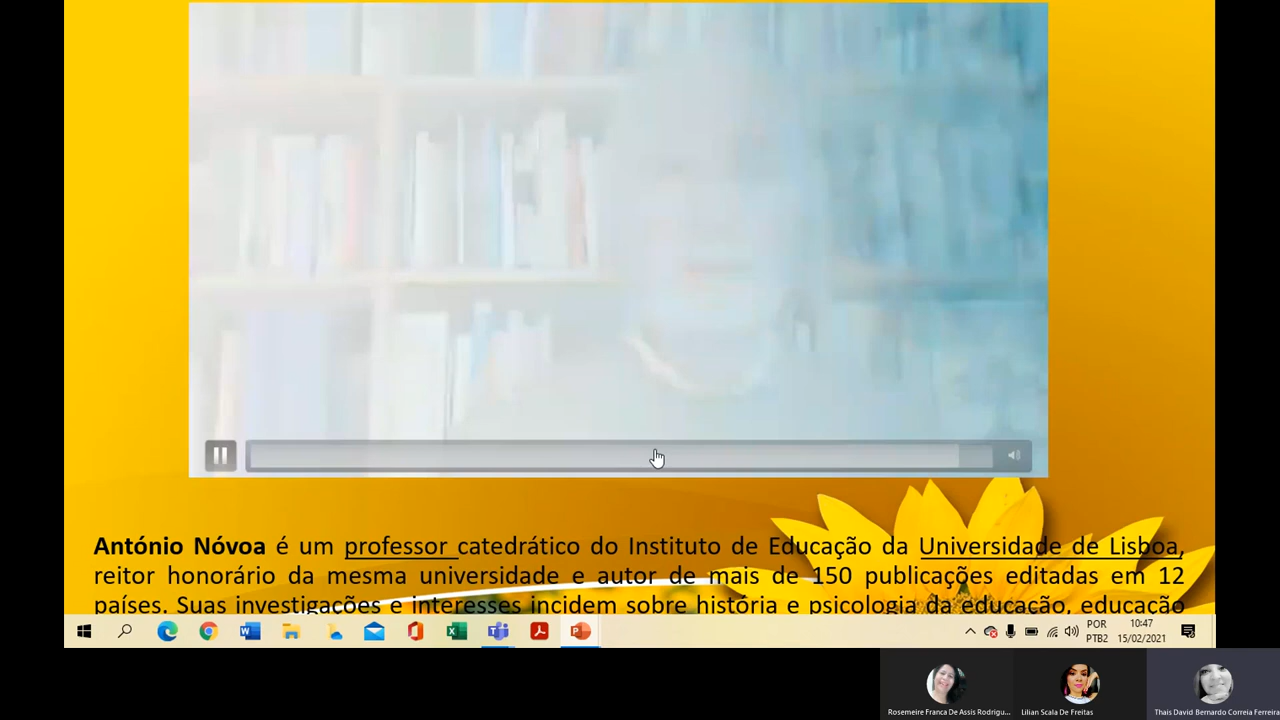 António Nóvoa é um professor catedrático do Instituto de Educação da Universidade de Lisboa,
reitor honorário da mesma universidade e autor de mais de 150 publicações editadas em 12
países. Suas investigações e interesses incidem sobre história e psicologia da educação, educação
POR
PTB2
10:47
15/02/2021
Rosemeire Franca De Assis Rodrigu...
Lilian Scala De Freitas
Thais David Bernardo Correia Ferreira